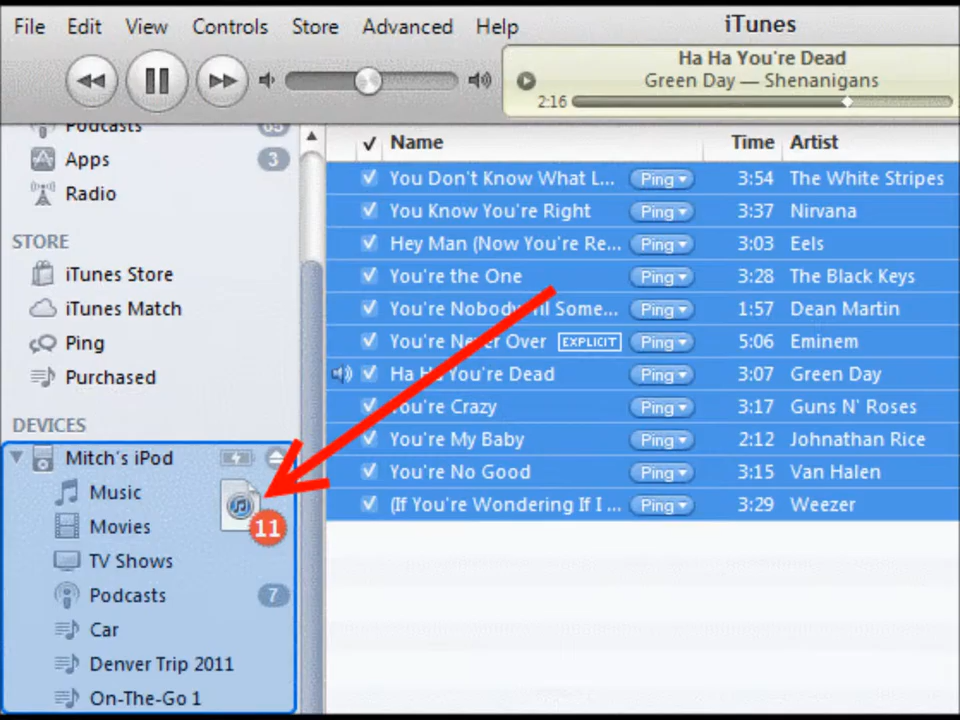 File Edit View Controls Store Advanced Help
iTunes
Ha Ha You're Dead
Green Day — Shenanigans
2:16
Podcasts
Apps 3
Radio
STORE
iTunes Store
iTunes Match
Ping
Purchased
DEVICES
Mitch's iPod
Music
Movies
11
TV Shows
Podcasts 7
Car
Denver Trip 2011
On-The-Go 1
Name Time Artist
You Don't Know What L... Ping 3:54 The White Stripes
You Know You're Right Ping 3:37 Nirvana
Hey Man (Now You're Re... Ping 3:03 Eels
You're the One Ping 3:28 The Black Keys
You're Nobody 'til Some... Ping 1:57 Dean Martin
You're Never Over EXPLICIT Ping 5:06 Eminem
Ha Ha You're Dead Ping 3:07 Green Day
You're Crazy Ping 3:17 Guns N' Roses
You're My Baby Ping 2:12 Johnathan Rice
You're No Good Ping 3:15 Van Halen
(If You're Wondering If I ... Ping 3:29 Weezer